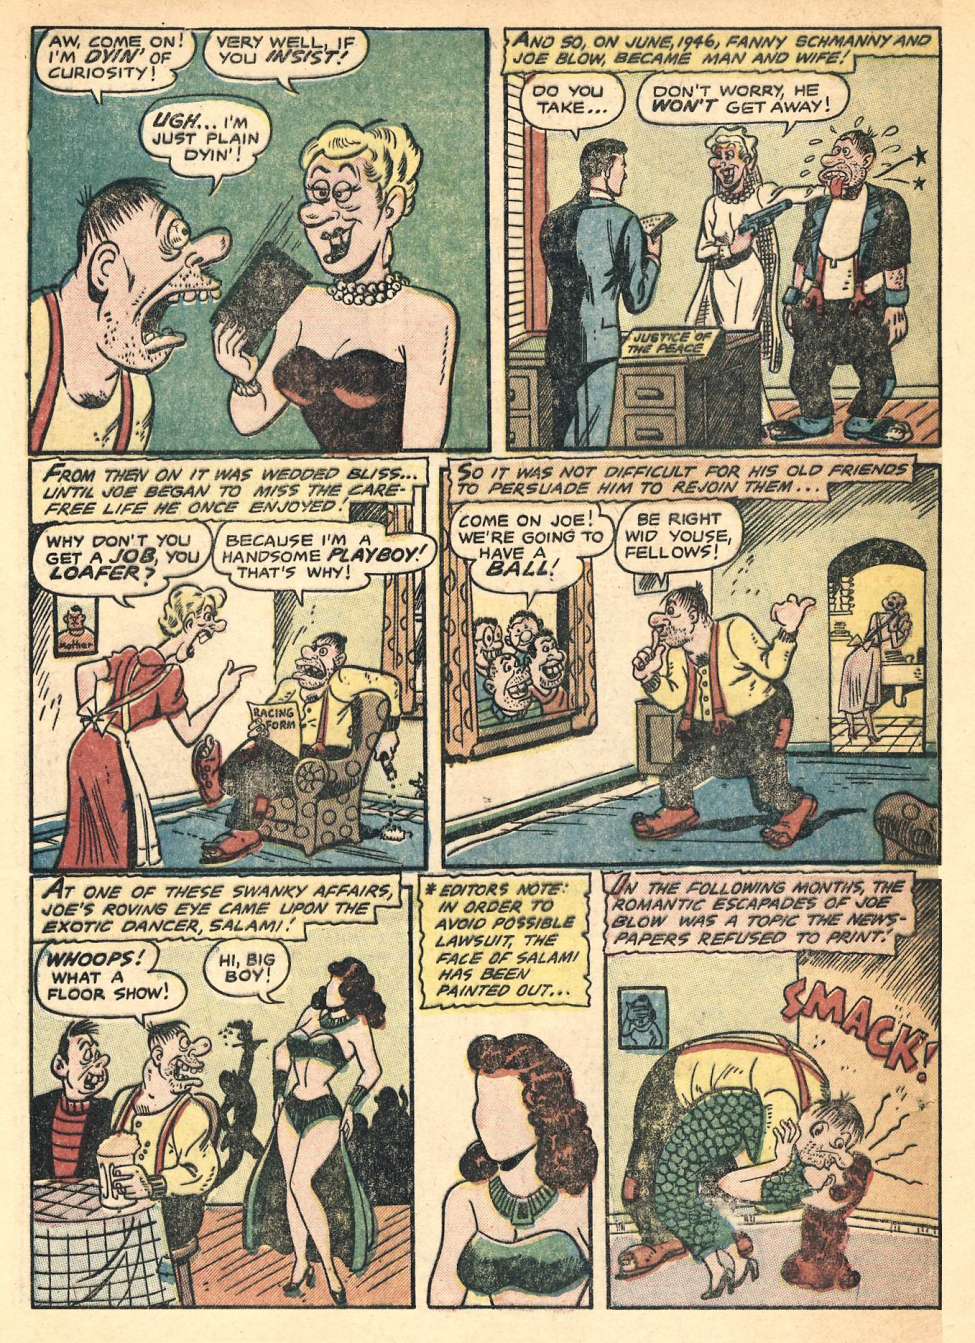 AW, COME ON!
I'M DYIN' OF
CURIOSITY!
VERY WELL, IF
YOU INSIST!
UGH... I'M
JUST PLAIN
DYIN'!
AND SO, ON JUNE, 1946, FANNY SCHMANNY AND
JOE BLOW, BECAME MAN AND WIFE!
DO YOU
TAKE...
DON'T WORRY, HE
WON'T GET AWAY!
JUSTICE OF
THE PEACE
FROM THEN ON IT WAS WEDDED BLISS...
UNTIL JOE BEGAN TO MISS THE CARE-
FREE LIFE HE ONCE ENJOYED!
WHY DON'T YOU
GET A JOB, YOU
LOAFER?
BECAUSE I'M A
HANDSOME PLAYBOY!
THAT'S WHY!
Mother
RACING
FORM
SO IT WAS NOT DIFFICULT FOR HIS OLD FRIENDS
TO PERSUADE HIM TO REJOIN THEM...
COME ON JOE!
WE'RE GOING TO
HAVE A
BALL!
BE RIGHT
WID YOUSE,
FELLOWS!
AT ONE OF THESE SWANKY AFFAIRS,
JOE'S ROVING EYE CAME UPON THE
EXOTIC DANCER, SALAMI!*
WHOOPS!
WHAT A
FLOOR SHOW!
HI, BIG
BOY!
* EDITORS NOTE:
IN ORDER TO
AVOID POSSIBLE
LAWSUIT, THE
FACE OF SALAMI
HAS BEEN
PAINTED OUT...
ON THE FOLLOWING MONTHS, THE
ROMANTIC ESCAPADES OF JOE
BLOW WAS A TOPIC THE NEWS-
PAPERS REFUSED TO PRINT!
SMACK!